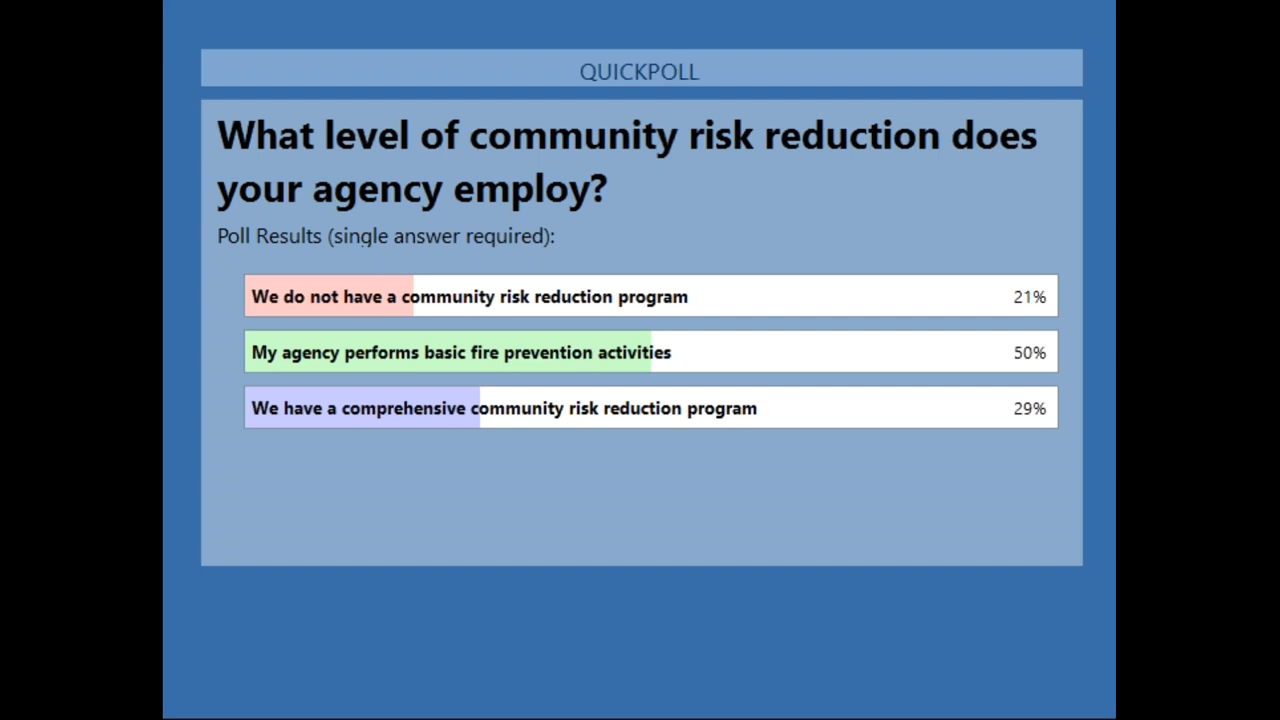 QUICKPOLL
What level of community risk reduction does
your agency employ?
Poll Results (single answer required):
We do not have a community risk reduction program 21%
My agency performs basic fire prevention activities 50%
We have a comprehensive community risk reduction program 29%